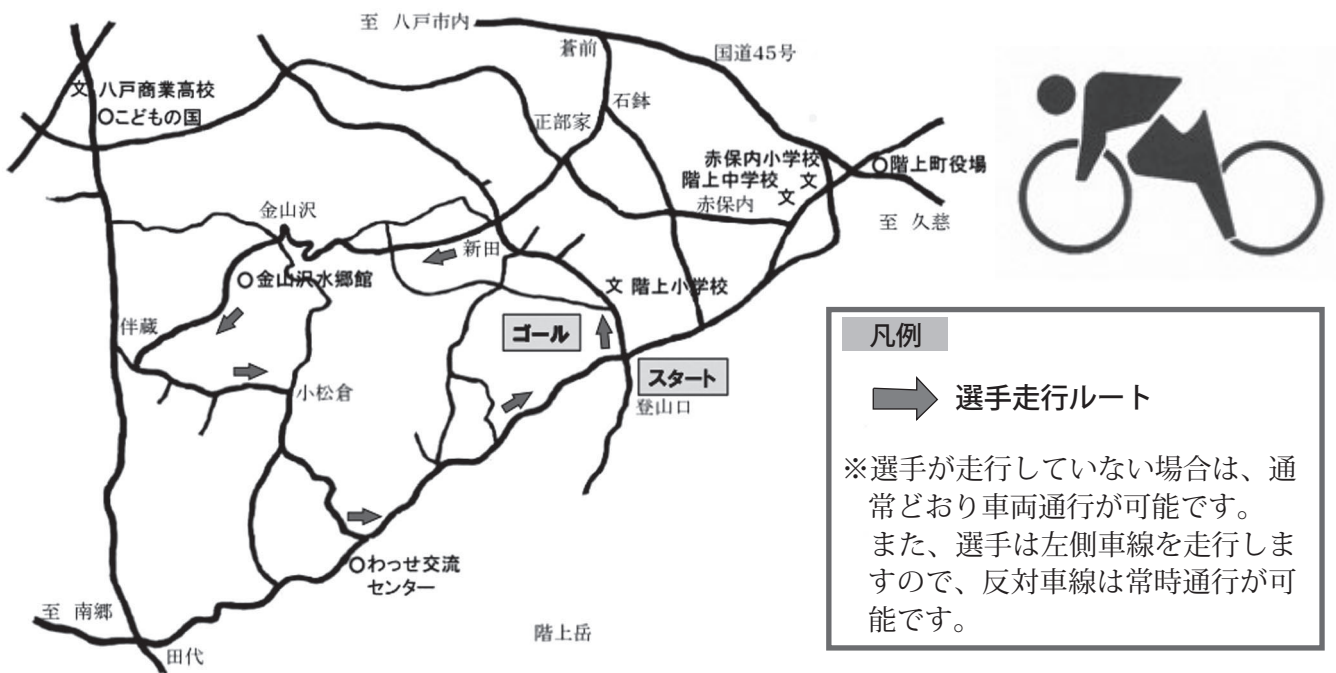 至 八戸市内
蒼前
国道45号
文 八戸商業高校
こどもの国
石鉢
正部家
赤保内小学校
文
階上中学校
文
階上町役場
赤保内
至 久慈
金山沢
新田
金山沢水郷館
文 階上小学校
伴蔵
ゴール
スタート
登山口
小松倉
わっせ交流
センター
至 南郷
田代
階上岳
凡例
選手走行ルート
※選手が走行していない場合は、通
常どおり車両通行が可能です。
また、選手は左側車線を走行しま
すので、反対車線は常時通行が可
能です。